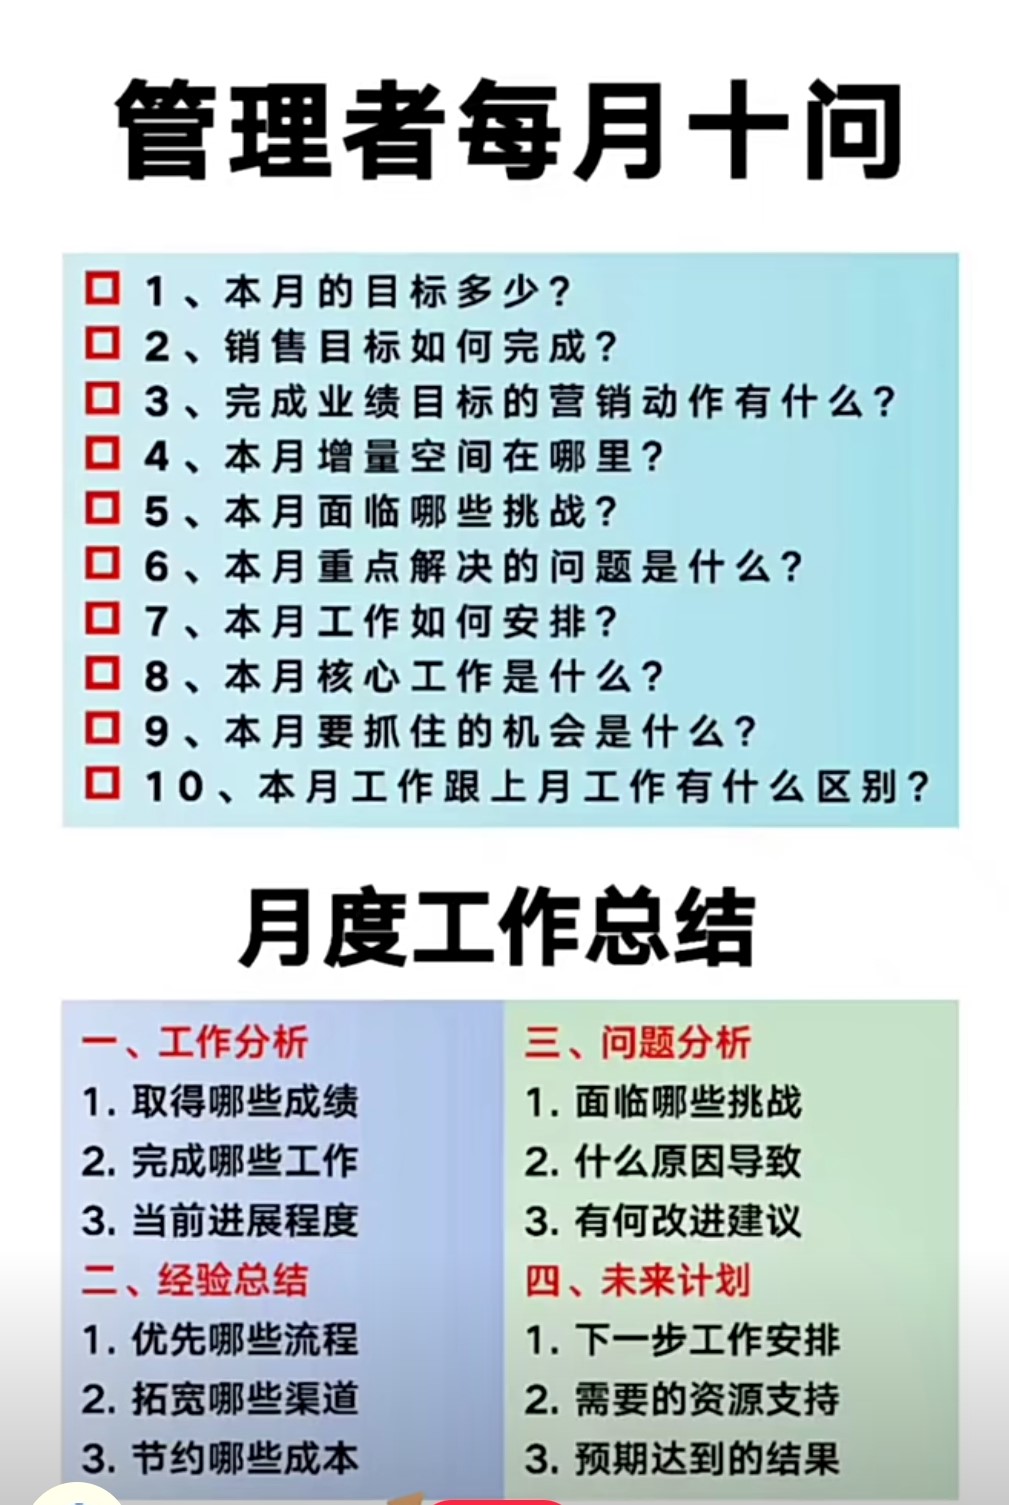 管理者每月十问
1、本月的目标多少？
2、销售目标如何完成？
3、完成业绩目标的营销动作有什么？
4、本月增量空间在哪里？
5、本月面临哪些挑战？
6、本月重点解决的问题是什么？
7、本月工作如何安排？
8、本月核心工作是什么？
9、本月要抓住的机会是什么？
10、本月工作跟上月工作有什么区别？
月度工作总结
一、工作分析
1. 取得哪些成绩
2. 完成哪些工作
3. 当前进展程度
二、经验总结
1. 优先哪些流程
2. 拓宽哪些渠道
3. 节约哪些成本
三、问题分析
1. 面临哪些挑战
2. 什么原因导致
3. 有何改进建议
四、未来计划
1. 下一步工作安排
2. 需要的资源支持
3. 预期达到的结果